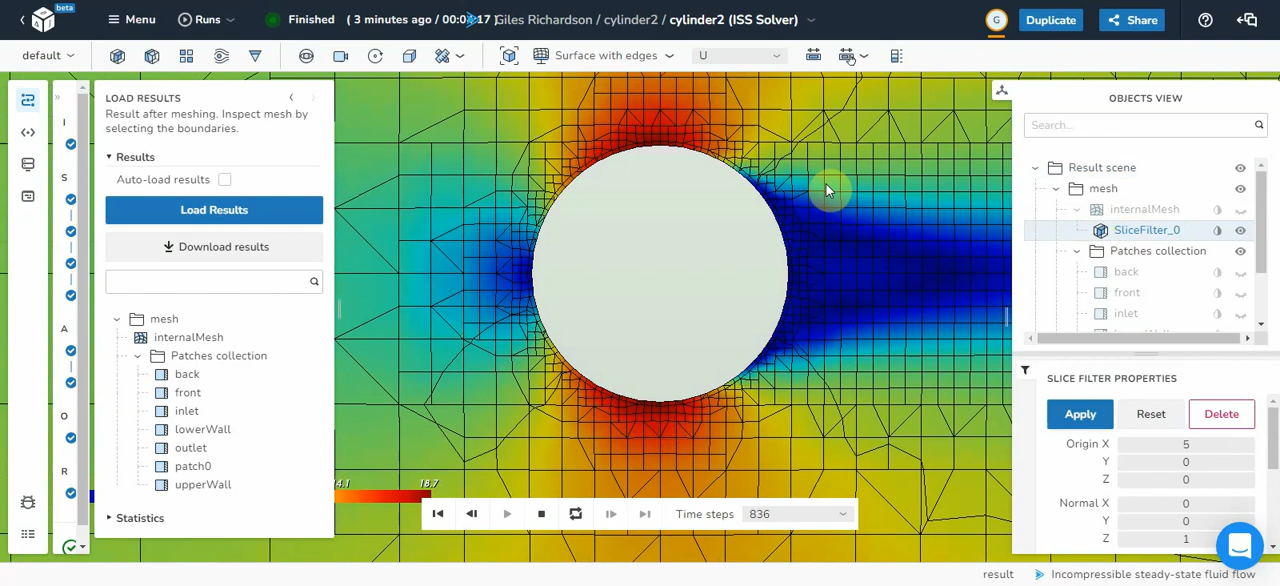 beta
Menu
Runs
Finished ( 3 minutes ago / 00:0 17 ) Giles Richardson / cylinder2 / cylinder2 (ISS Solver)
G
Duplicate
Share
default
Surface with edges
U
LOAD RESULTS
Result after meshing. Inspect mesh by
selecting the boundaries.
Results
Auto-load results
Load Results
Download results
mesh
internalMesh
Patches collection
back
front
inlet
lowerWall
outlet
patch0
upperWall
Statistics
I
S
A
O
R
14.1 18.7
Time steps 836
OBJECTS VIEW
Search...
Result scene
mesh
internalMesh
SliceFilter_0
Patches collection
back
front
inlet
SLICE FILTER PROPERTIES
Apply Reset Delete
Origin X 5
Y 0
Z 0
Normal X 0
Y 0
Z 1
result Incompressible steady-state fluid flow